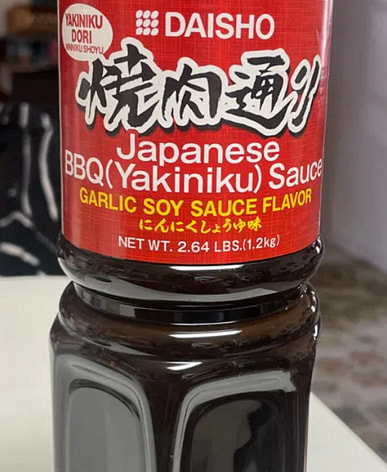 YAKINIKU
DORI
NINNIKU SHOYU
DAISHO
焼肉通り
Japanese
BBQ(Yakiniku) Sauce
GARLIC SOY SAUCE FLAVOR
にんにくしょうゆ味
NET WT. 2.64 LBS.(1.2kg)